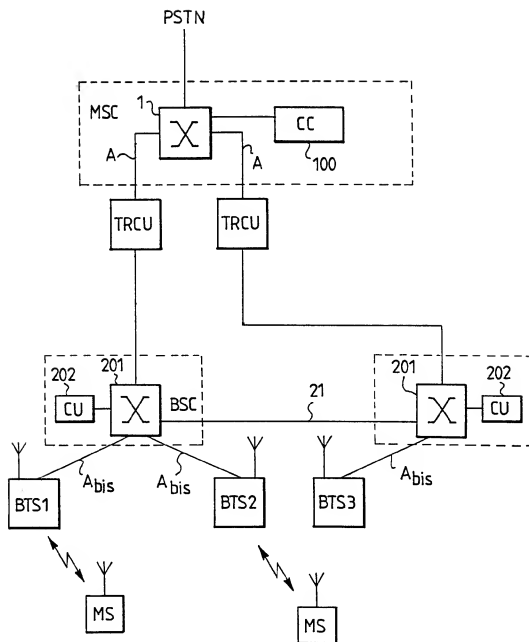 PSTN
MSC
1
CC
100
A
A
TRCU
TRCU
202
201
CU
BSC
21
201
202
CU
Abis
Abis
Abis
BTS1
BTS2
BTS3
MS
MS